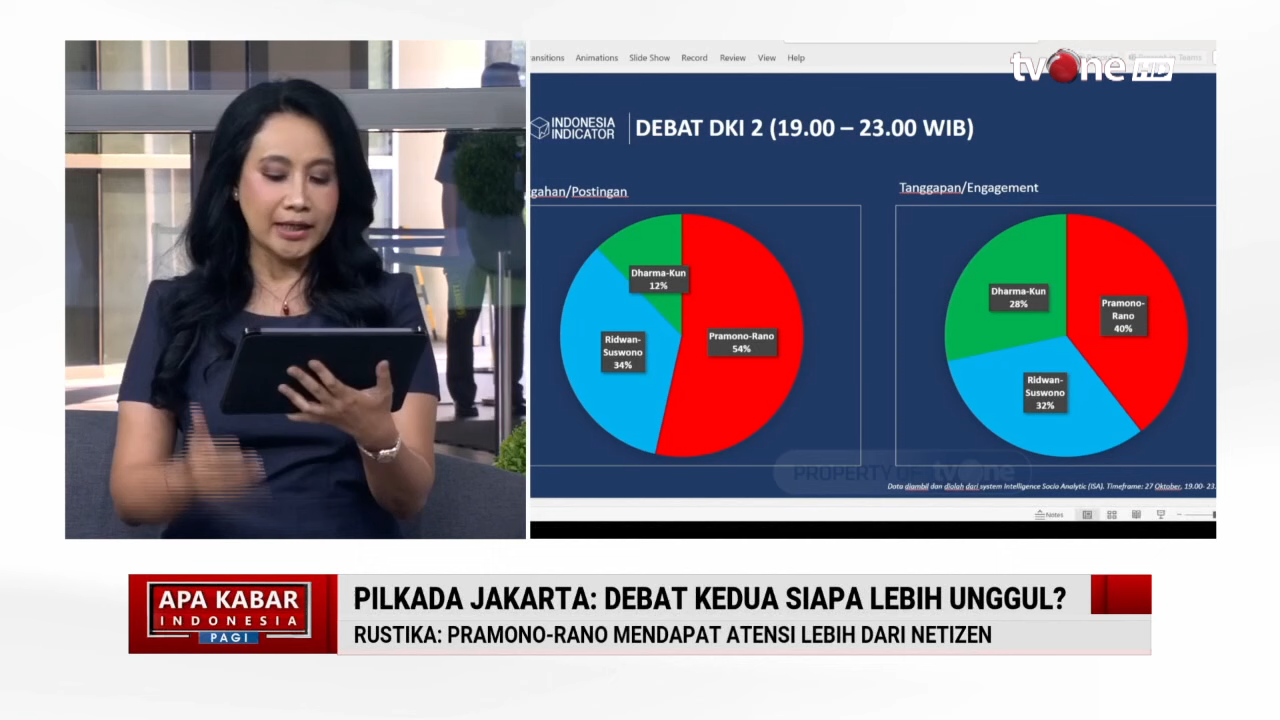 ansitions Animations Slide Show Record Review View Help
tvOne HD
INDONESIA
INDICATOR
DEBAT DKI 2 (19.00 – 23.00 WIB)
gahan/Postingan
Tanggapan/Engagement
Dharma-Kun
12%
Ridwan-
Suswono
34%
Pramono-Rano
54%
Dharma-Kun
28%
Pramono-
Rano
40%
Ridwan-
Suswono
32%
PROPERTY OF tvOne
Data diambil dan diolah dari system Intelligence Socio Analytic (ISA). Timeframe: 27 Oktober, 19.00- 23.
Notes
APA KABAR
INDONESIA
PAGI
PILKADA JAKARTA: DEBAT KEDUA SIAPA LEBIH UNGGUL?
RUSTIKA: PRAMONO-RANO MENDAPAT ATENSI LEBIH DARI NETIZEN